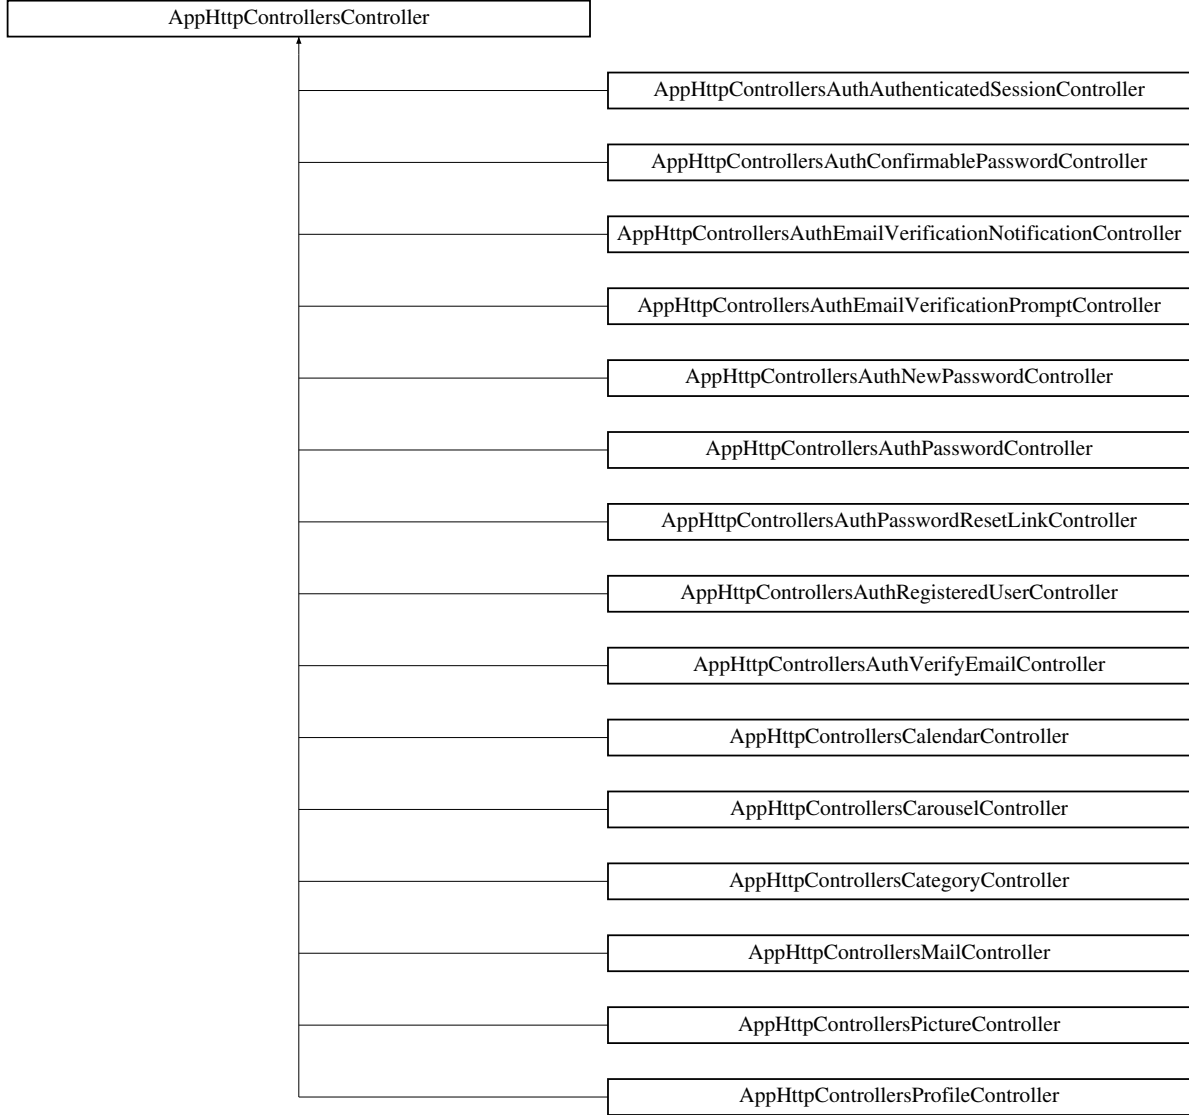 AppHttpControllersController
AppHttpControllersAuthAuthenticatedSessionController
AppHttpControllersAuthConfirmablePasswordController
AppHttpControllersAuthEmailVerificationNotificationController
AppHttpControllersAuthEmailVerificationPromptController
AppHttpControllersAuthNewPasswordController
AppHttpControllersAuthPasswordController
AppHttpControllersAuthPasswordResetLinkController
AppHttpControllersAuthRegisteredUserController
AppHttpControllersAuthVerifyEmailController
AppHttpControllersCalendarController
AppHttpControllersCarouselController
AppHttpControllersCategoryController
AppHttpControllersMailController
AppHttpControllersPictureController
AppHttpControllersProfileController